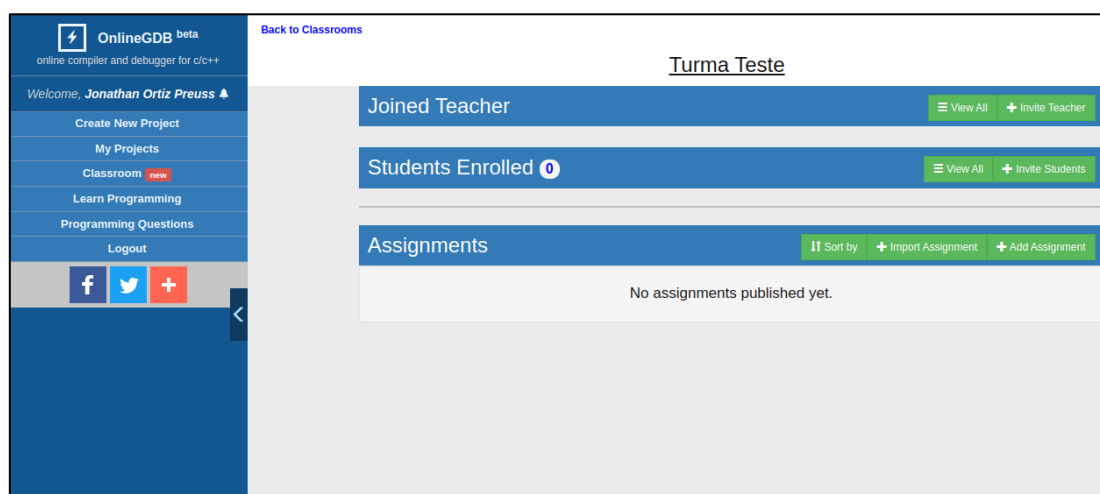 OnlineGDB beta
online compiler and debugger for c/c++
Welcome, Jonathan Ortiz Preuss
Create New Project
My Projects
Classroom new
Learn Programming
Programming Questions
Logout
Back to Classrooms
Turma Teste
Joined Teacher
View All
Invite Teacher
Students Enrolled 0
View All
Invite Students
Assignments
Sort by
Import Assignment
Add Assignment
No assignments published yet.